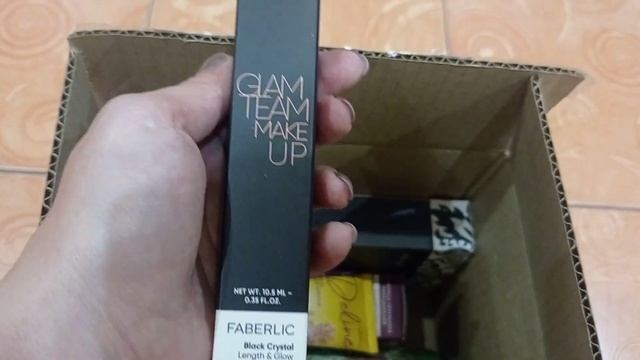 GLAM
TEAM
MAKE
UP
NET WT. 10.5 ML ~
0.35 FL.OZ.
FABERLIC
Black Crystal
Length & Glow